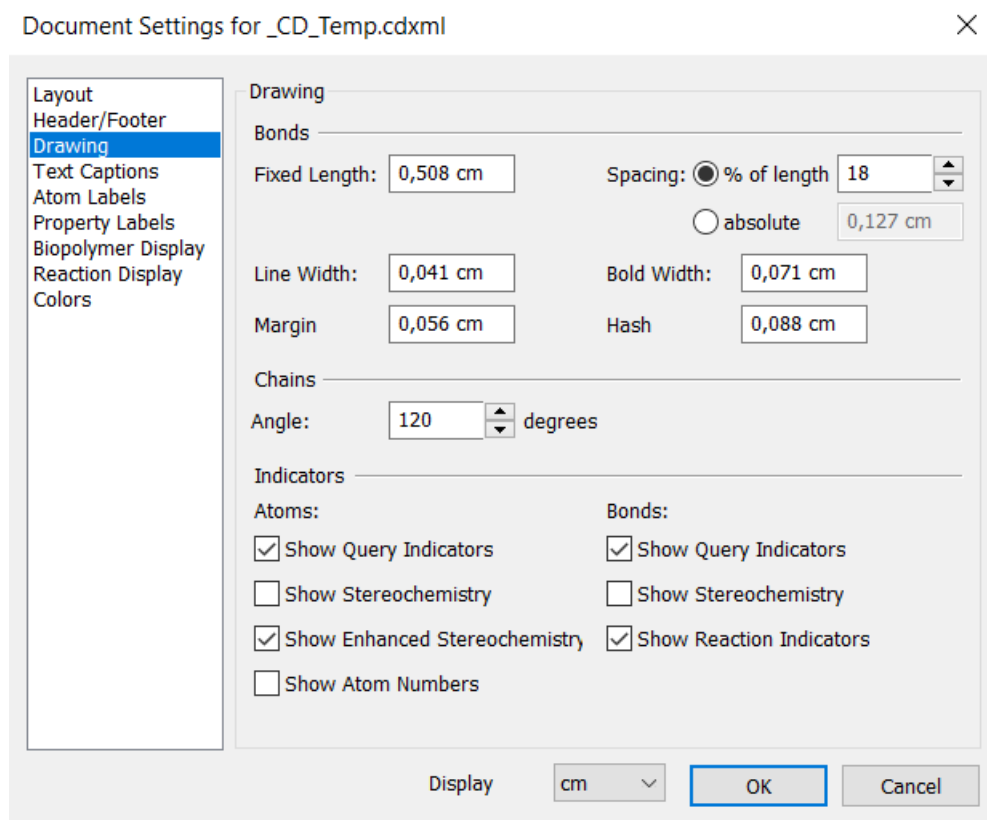 Document Settings for _CD_Temp.cdxml
Layout
Header/Footer
Drawing
Text Captions
Atom Labels
Property Labels
Biopolymer Display
Reaction Display
Colors
Drawing
Bonds
Fixed Length: 0,508 cm Spacing: % of length 18
absolute 0,127 cm
Line Width: 0,041 cm Bold Width: 0,071 cm
Margin 0,056 cm Hash 0,088 cm
Chains
Angle: 120 degrees
Indicators
Atoms: Bonds:
Show Query Indicators Show Query Indicators
Show Stereochemistry Show Stereochemistry
Show Enhanced Stereochemistry Show Reaction Indicators
Show Atom Numbers
Display cm OK Cancel